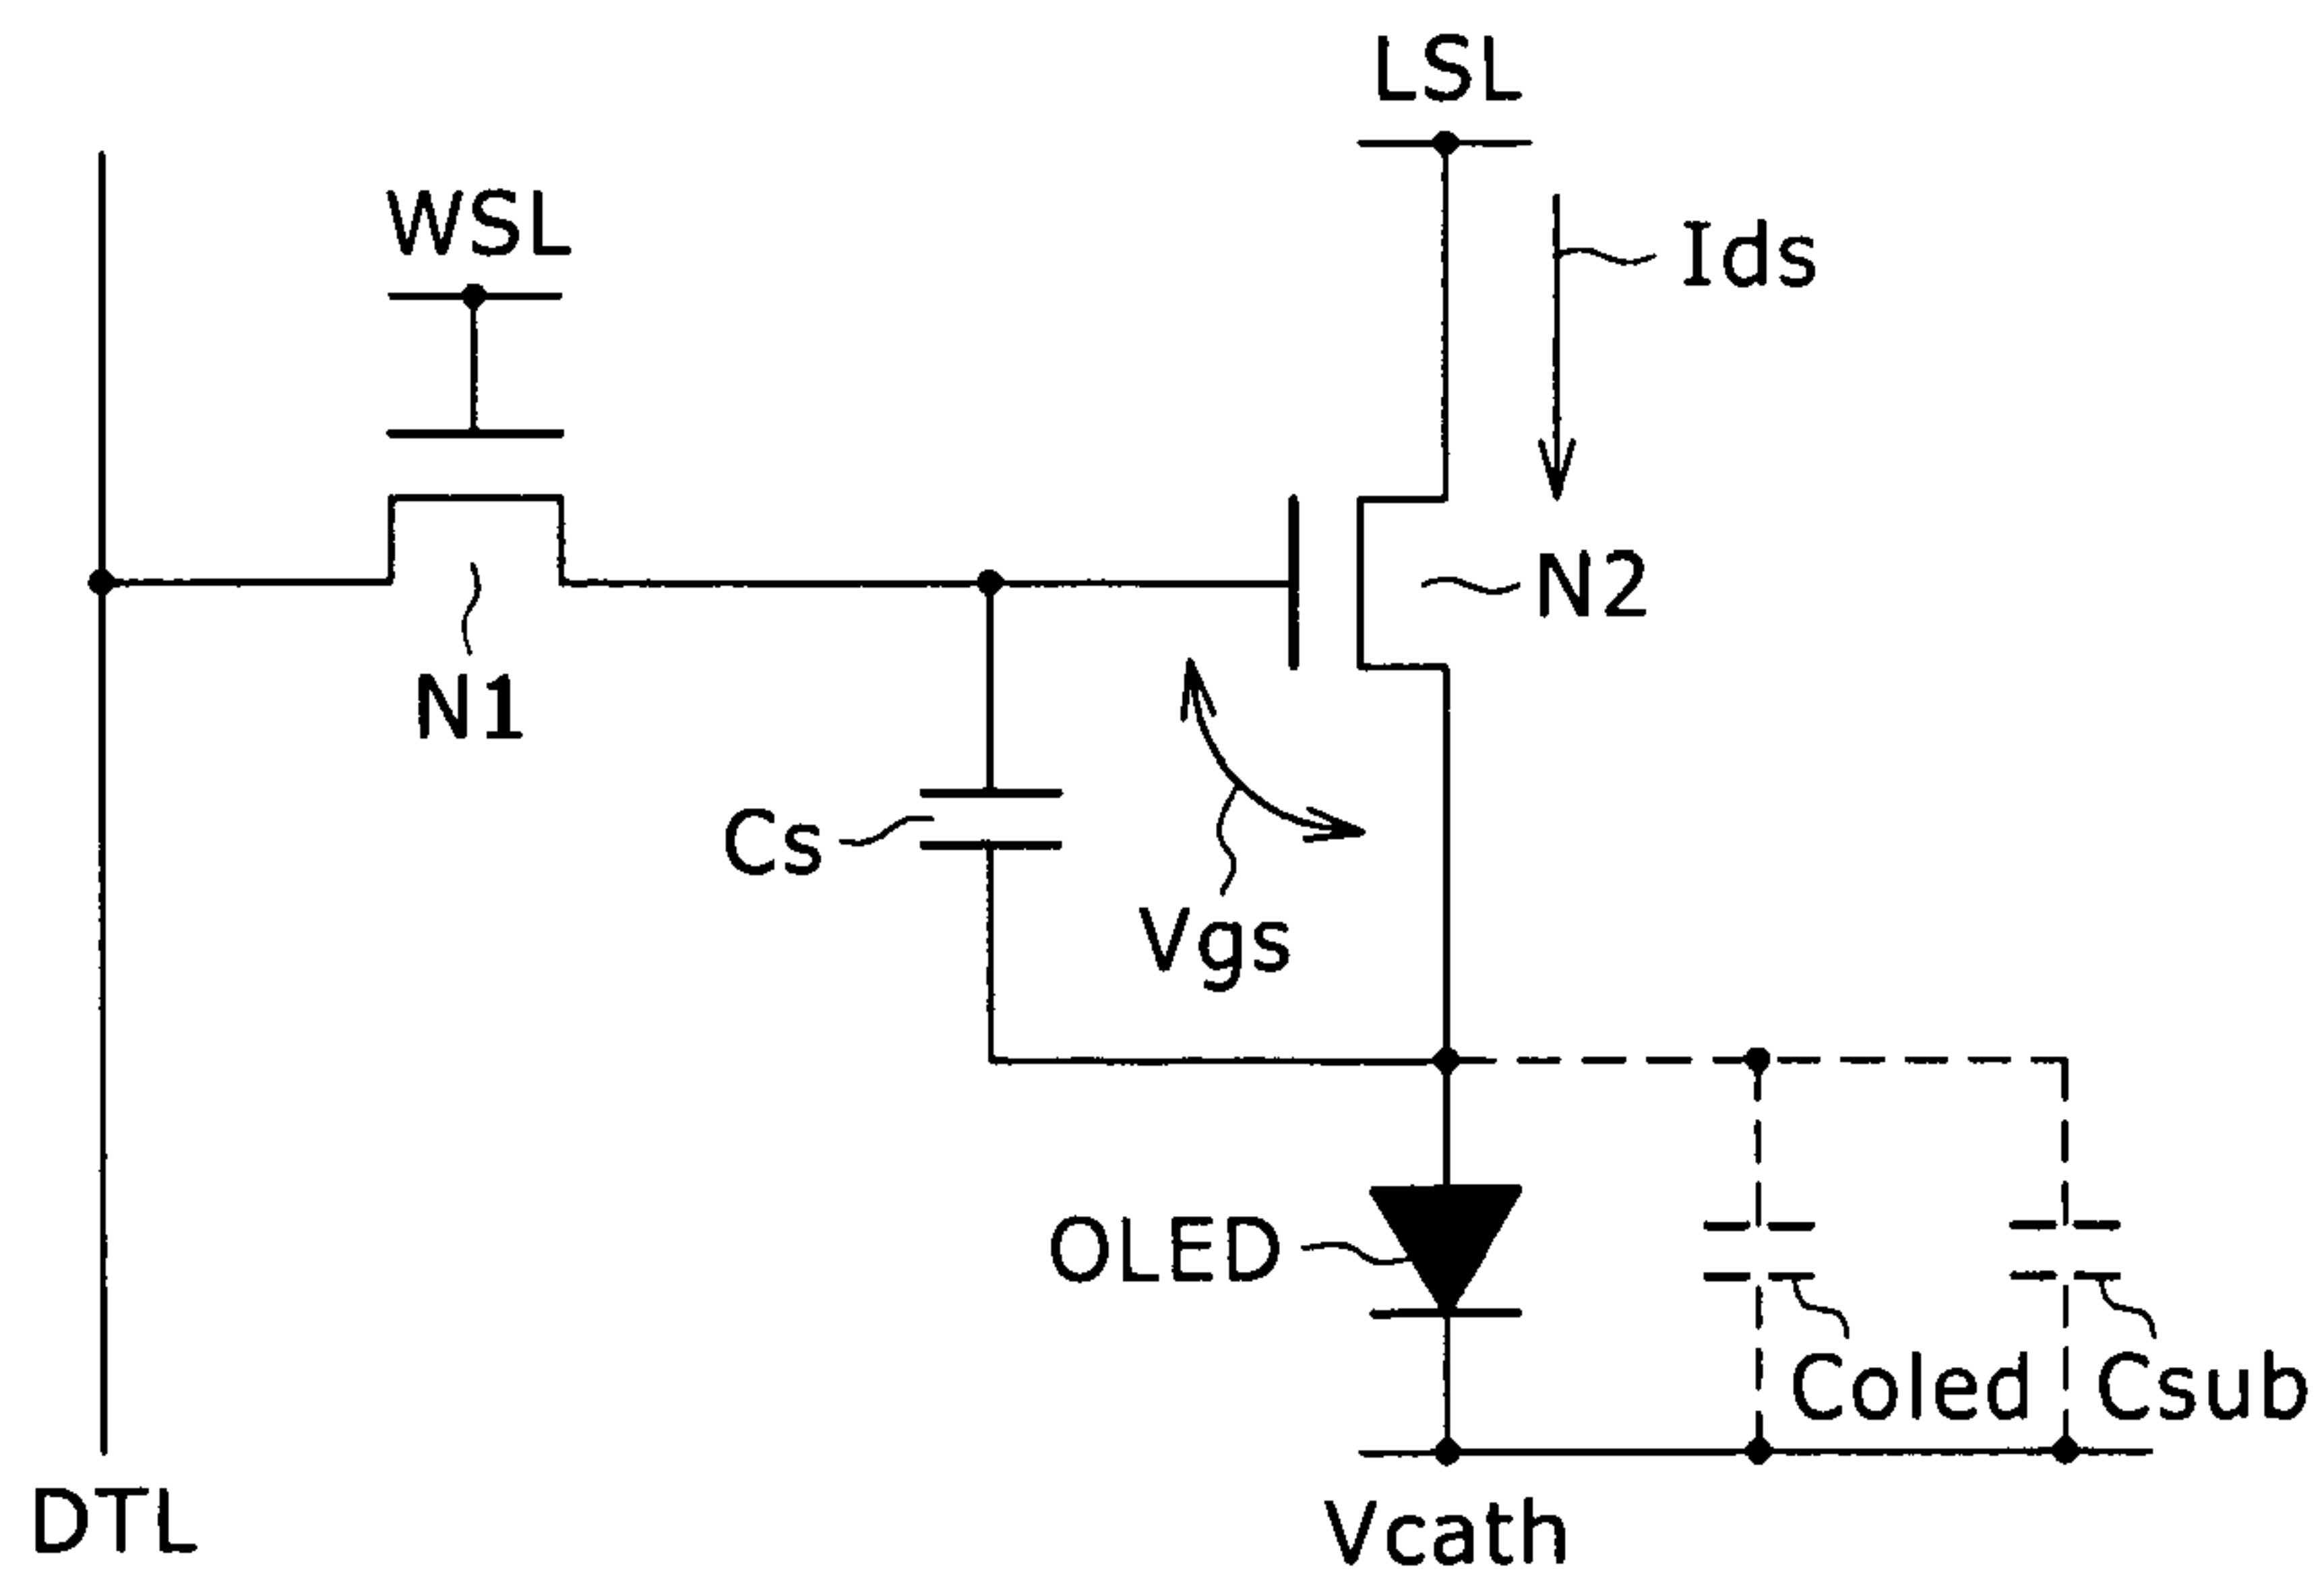 LSL
WSL
Ids
N2
N1
Cs
Vgs
OLED
Coled
Csub
DTL
Vcath